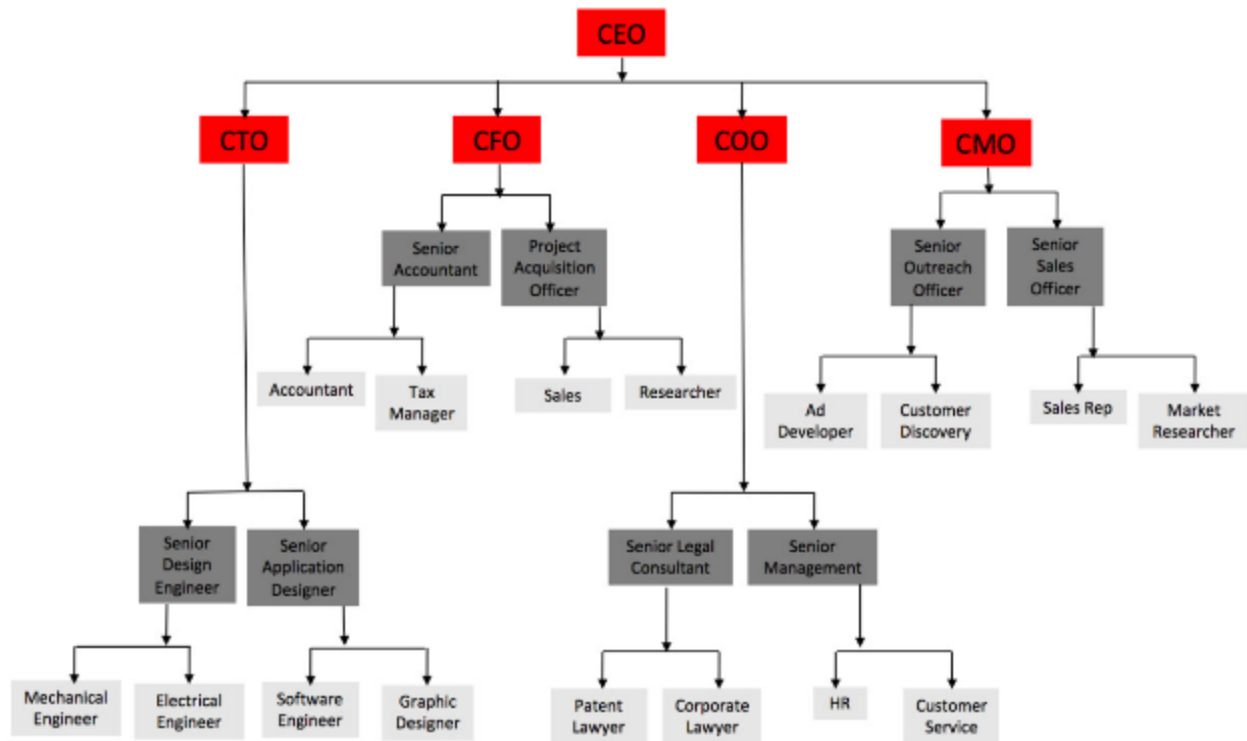 CEO
CTO
CFO
COO
CMO
Senior
Accountant
Project
Acquisition
Officer
Senior
Outreach
Officer
Senior
Sales
Officer
Accountant
Tax
Manager
Sales
Researcher
Ad
Developer
Customer
Discovery
Sales Rep
Market
Researcher
Senior
Design
Engineer
Senior
Application
Designer
Senior Legal
Consultant
Senior
Management
Mechanical
Engineer
Electrical
Engineer
Software
Engineer
Graphic
Designer
Patent
Lawyer
Corporate
Lawyer
HR
Customer
Service